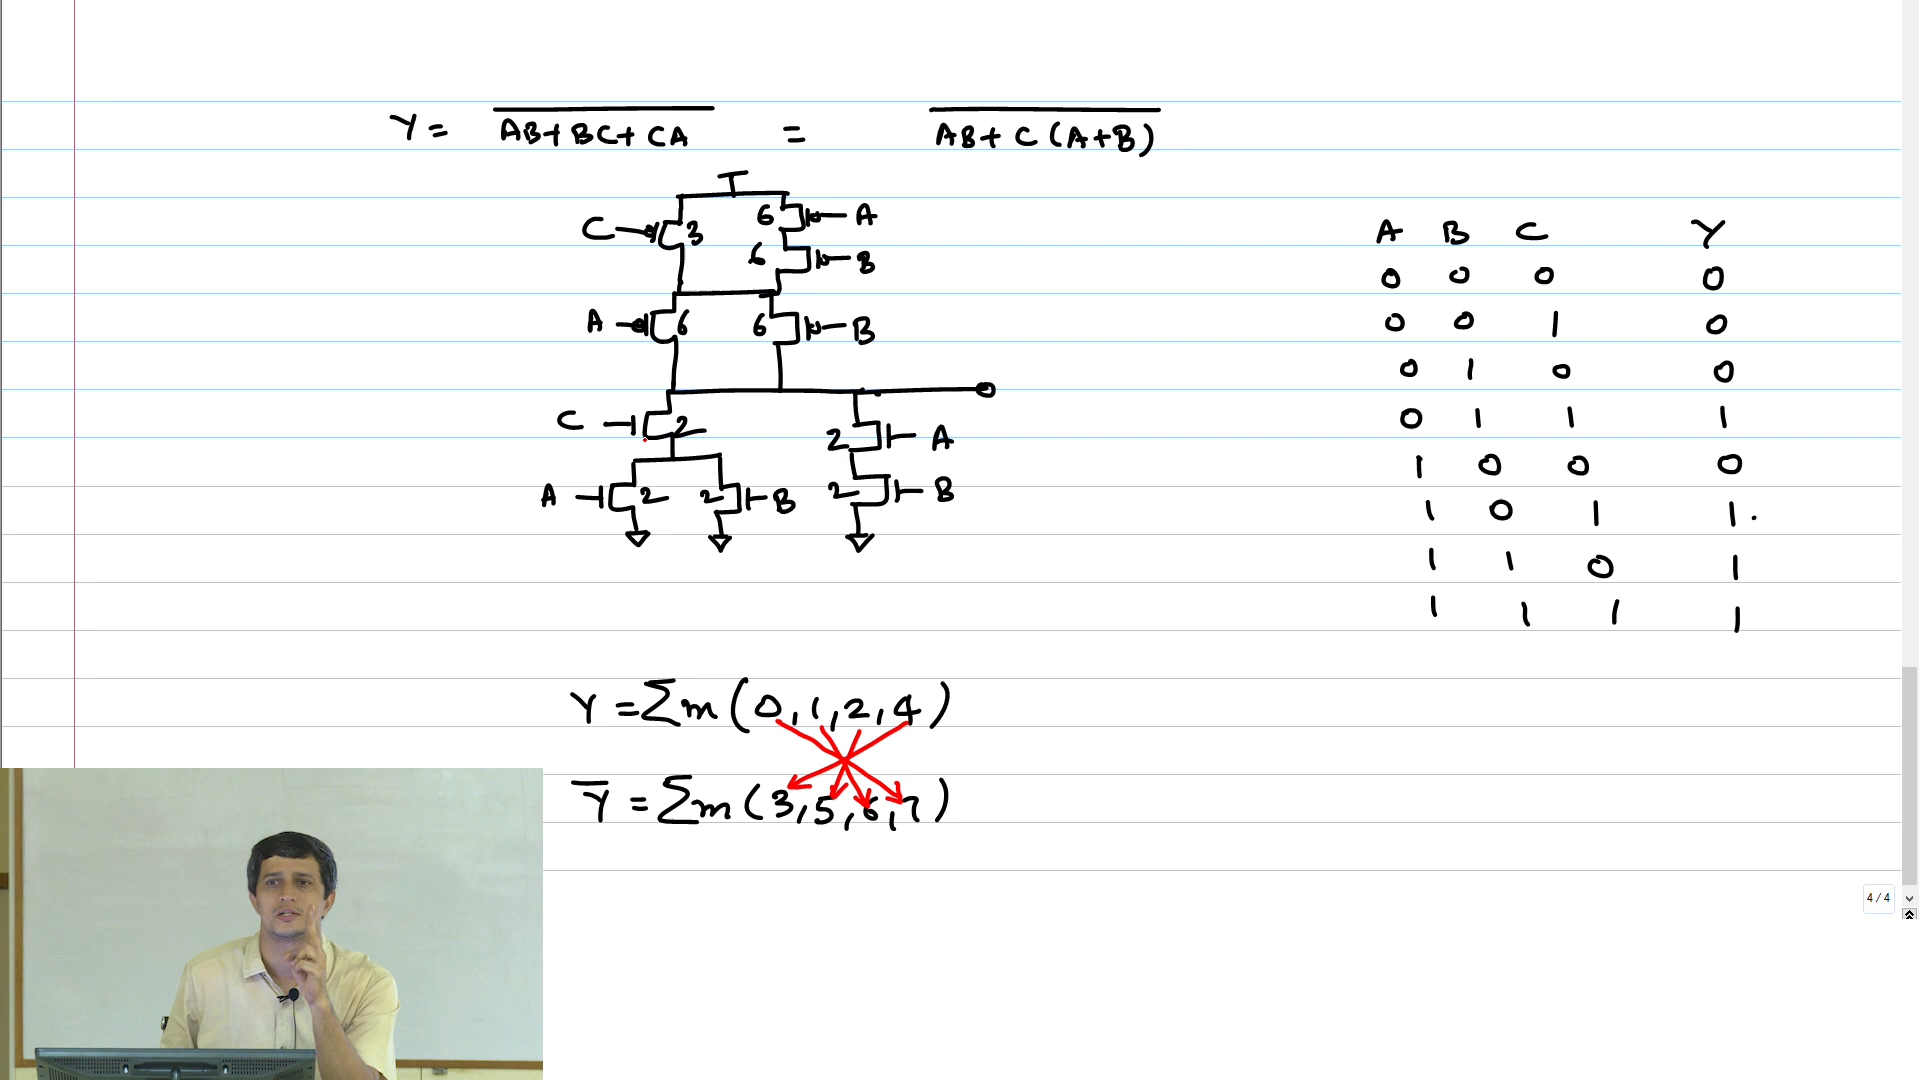 Y = AB + BC + CA = AB + C (A+B)
C 3 6 A
6 B
A 6 6 B
C 2 2 A
A 2 2 B 2 B
A B C Y
0 0 0 0
0 0 1 0
0 1 0 0
0 1 1 1
1 0 0 0
1 0 1 1.
1 1 0 1
1 1 1 1
Y = Σm (0, 1, 2, 4)
Y̅ = Σm (3, 5, 6, 7)
4 / 4